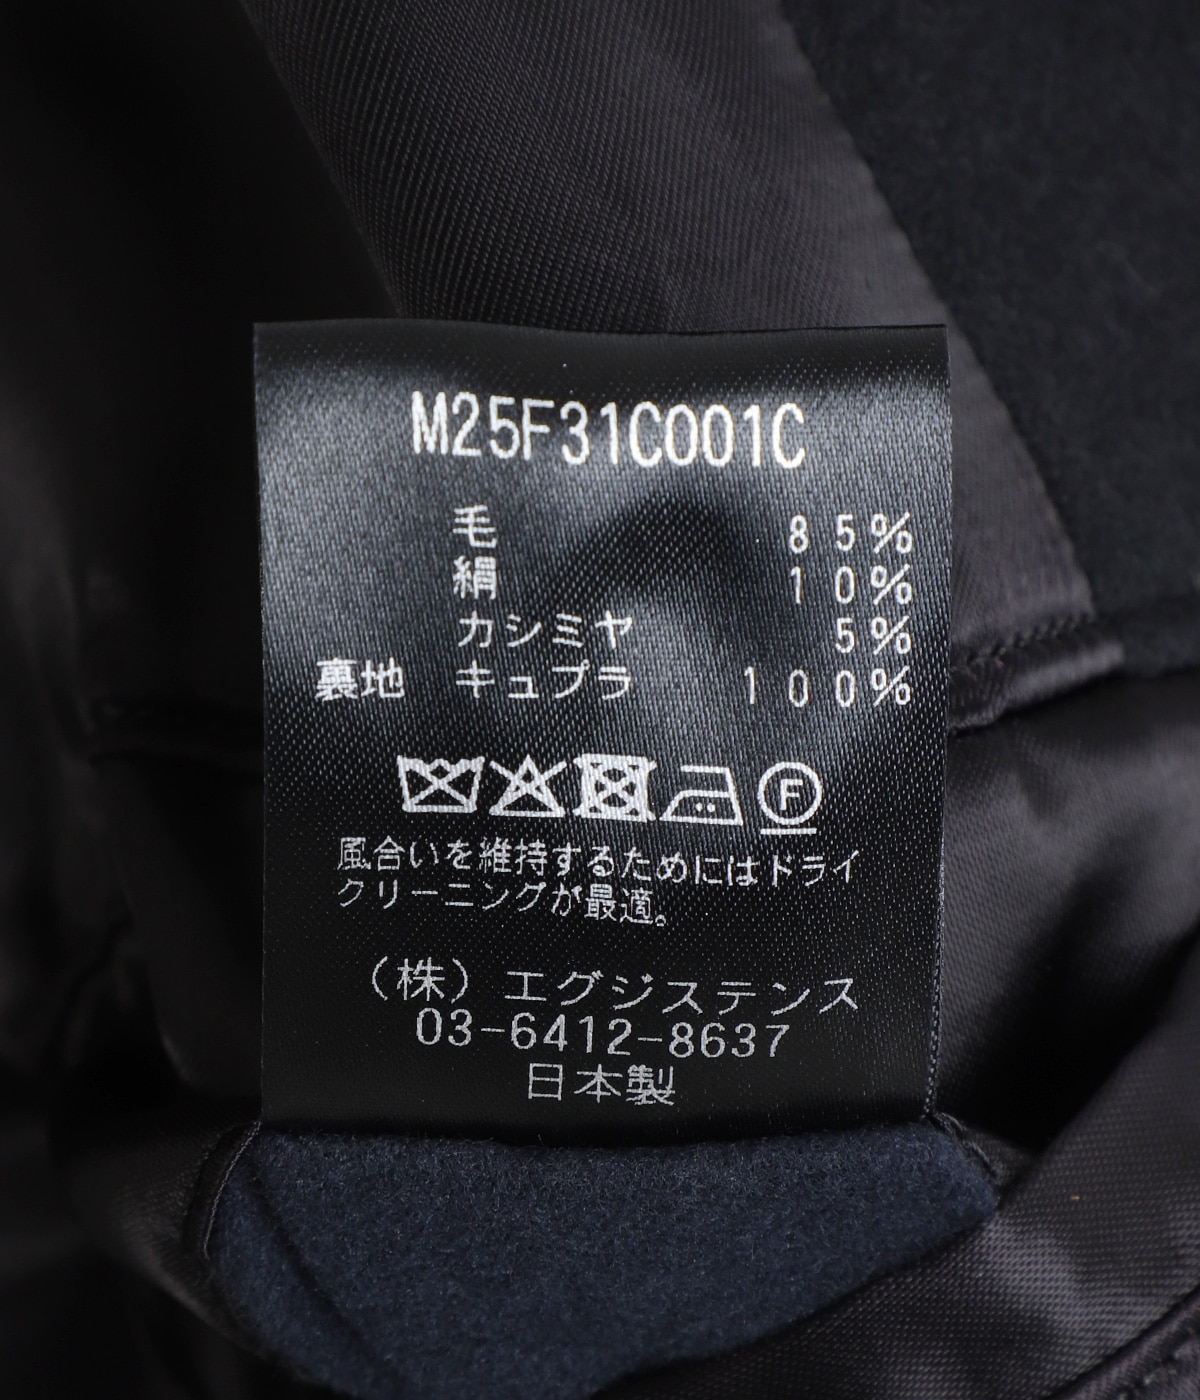 M25F31C001C
毛 85%
絹 10%
カシミヤ 5%
裏地 キュプラ 100%
F
風合いを維持するためにはドライ
クリーニングが最適。
(株)エグジステンス
03-6412-8637
日本製